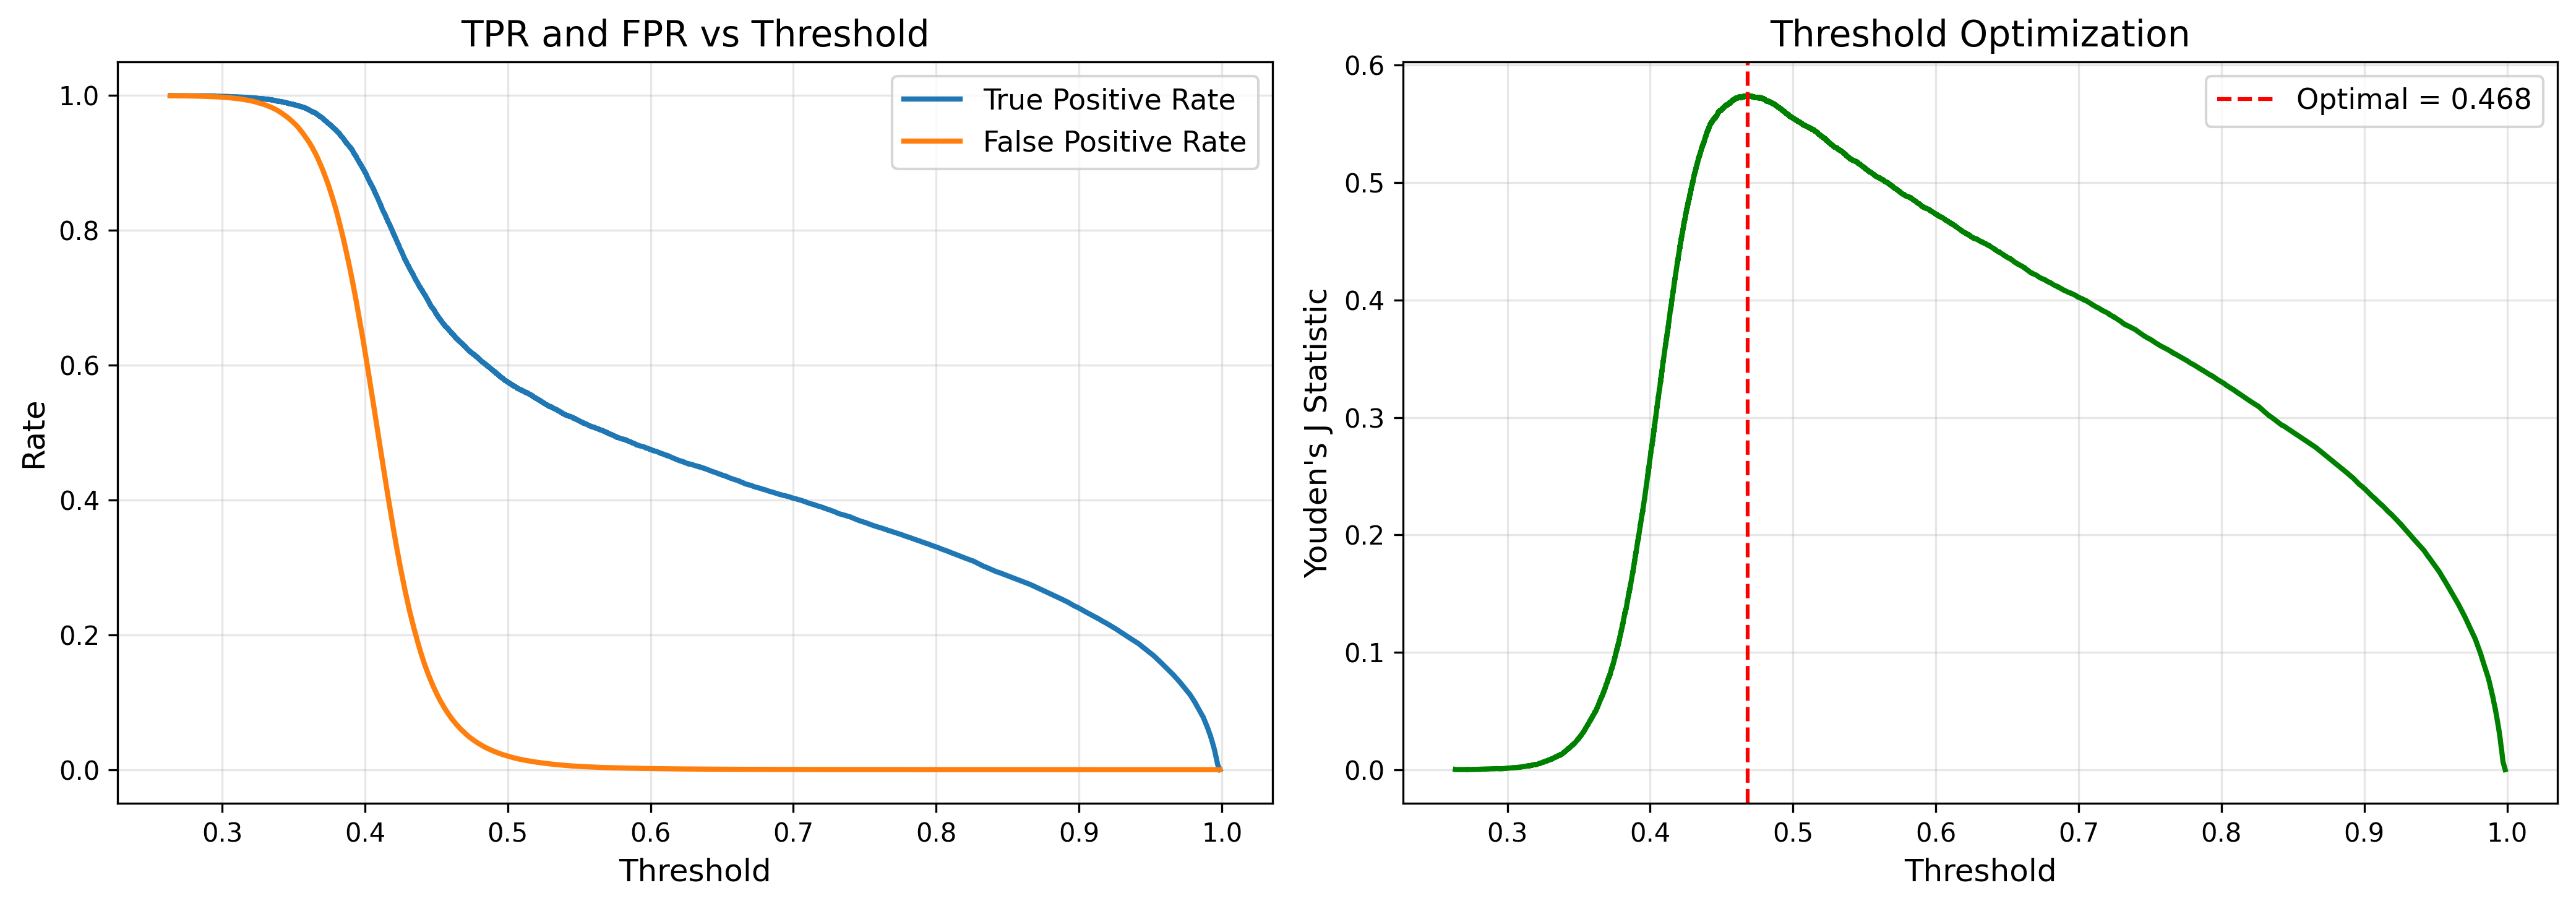 TPR and FPR vs Threshold
True Positive Rate
False Positive Rate
Rate
1.0
0.8
0.6
0.4
0.2
0.0
0.3 0.4 0.5 0.6 0.7 0.8 0.9 1.0
Threshold
Threshold Optimization
Optimal = 0.468
Youden's J Statistic
0.6
0.5
0.4
0.3
0.2
0.1
0.0
0.3 0.4 0.5 0.6 0.7 0.8 0.9 1.0
Threshold